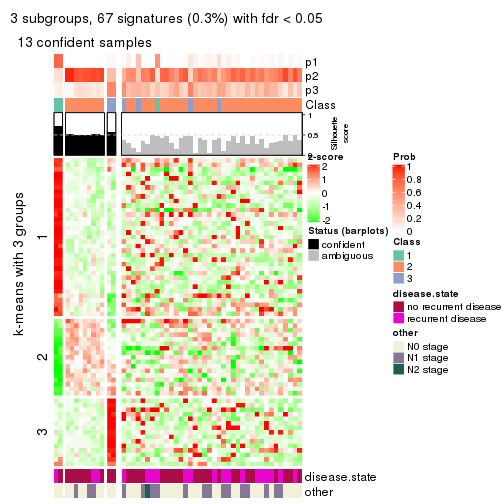 3 subgroups, 67 signatures (0.3%) with fdr < 0.05
13 confident samples
p1
p2
p3
Class
1
0.5
0
Silhouette
score
k-means with 3 groups
1
2
3
disease.state
other
z-score
2
1
0
-1
-2
Status (barplots)
confident
ambiguous
Prob
1
0.8
0.6
0.4
0.2
0
Class
1
2
3
disease.state
no recurrent disease
recurrent disease
other
N0 stage
N1 stage
N2 stage